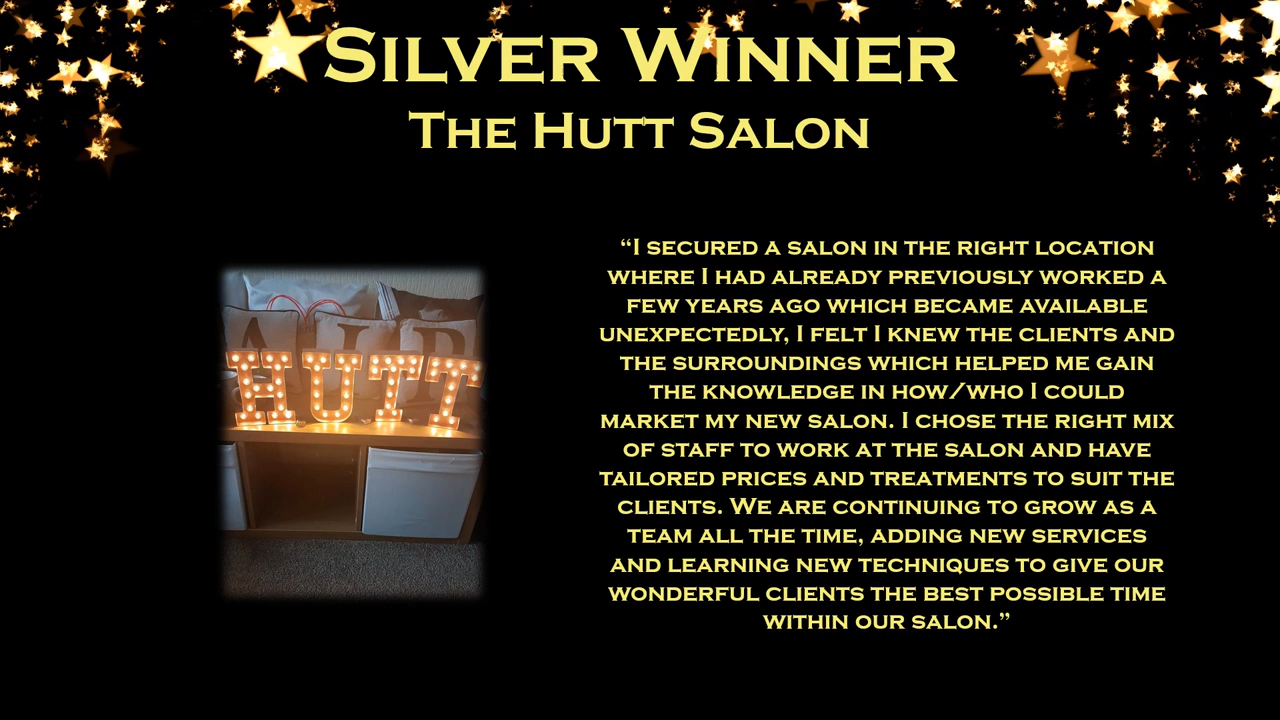 Silver Winner
The Hutt Salon
“I secured a salon in the right location
where I had already previously worked a
few years ago which became available
unexpectedly, I felt I knew the clients and
the surroundings which helped me gain
the knowledge in how/who I could
market my new salon. I chose the right mix
of staff to work at the salon and have
tailored prices and treatments to suit the
clients. We are continuing to grow as a
team all the time, adding new services
and learning new techniques to give our
wonderful clients the best possible time
within our salon.”
HUTT